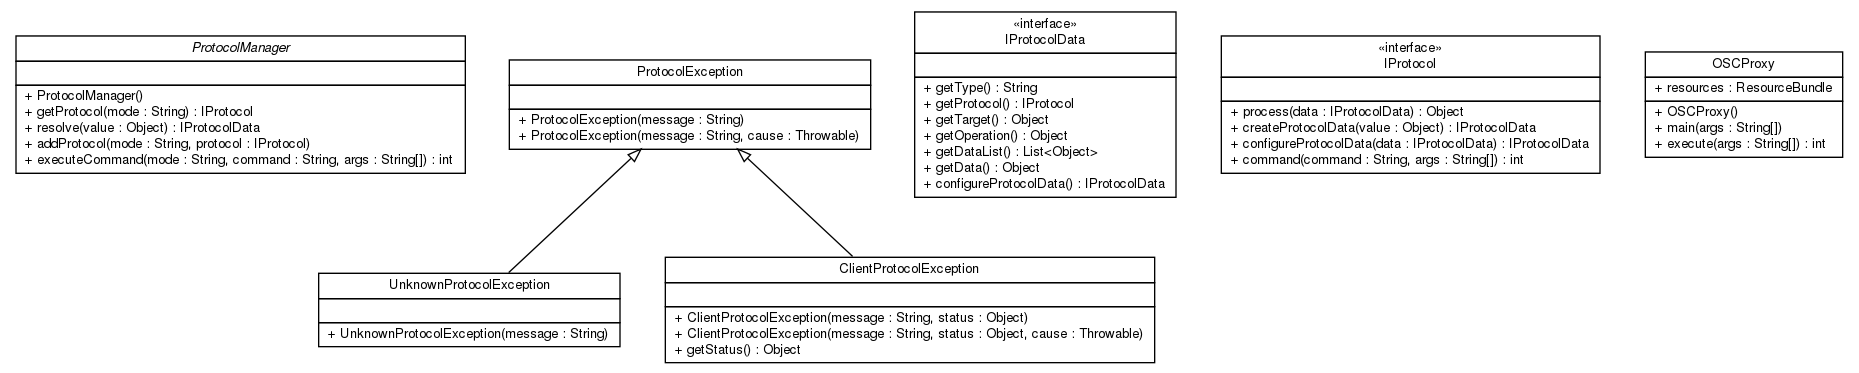 ProtocolManager
+ ProtocolManager()
+ getProtocol(mode : String) : IProtocol
+ resolve(value : Object) : IProtocolData
+ addProtocol(mode : String, protocol : IProtocol)
+ executeCommand(mode : String, command : String, args : String[]) : int
ProtocolException
+ ProtocolException(message : String)
+ ProtocolException(message : String, cause : Throwable)
«interface»
IProtocolData
+ getType() : String
+ getProtocol() : IProtocol
+ getTarget() : Object
+ getOperation() : Object
+ getDataList() : List<Object>
+ getData() : Object
+ configureProtocolData() : IProtocolData
«interface»
IProtocol
+ process(data : IProtocolData) : Object
+ createProtocolData(value : Object) : IProtocolData
+ configureProtocolData(data : IProtocolData) : IProtocolData
+ command(command : String, args : String[]) : int
OSCProxy
+ resources : ResourceBundle
+ OSCProxy()
+ main(args : String[])
+ execute(args : String[]) : int
UnknownProtocolException
+ UnknownProtocolException(message : String)
ClientProtocolException
+ ClientProtocolException(message : String, status : Object)
+ ClientProtocolException(message : String, status : Object, cause : Throwable)
+ getStatus() : Object